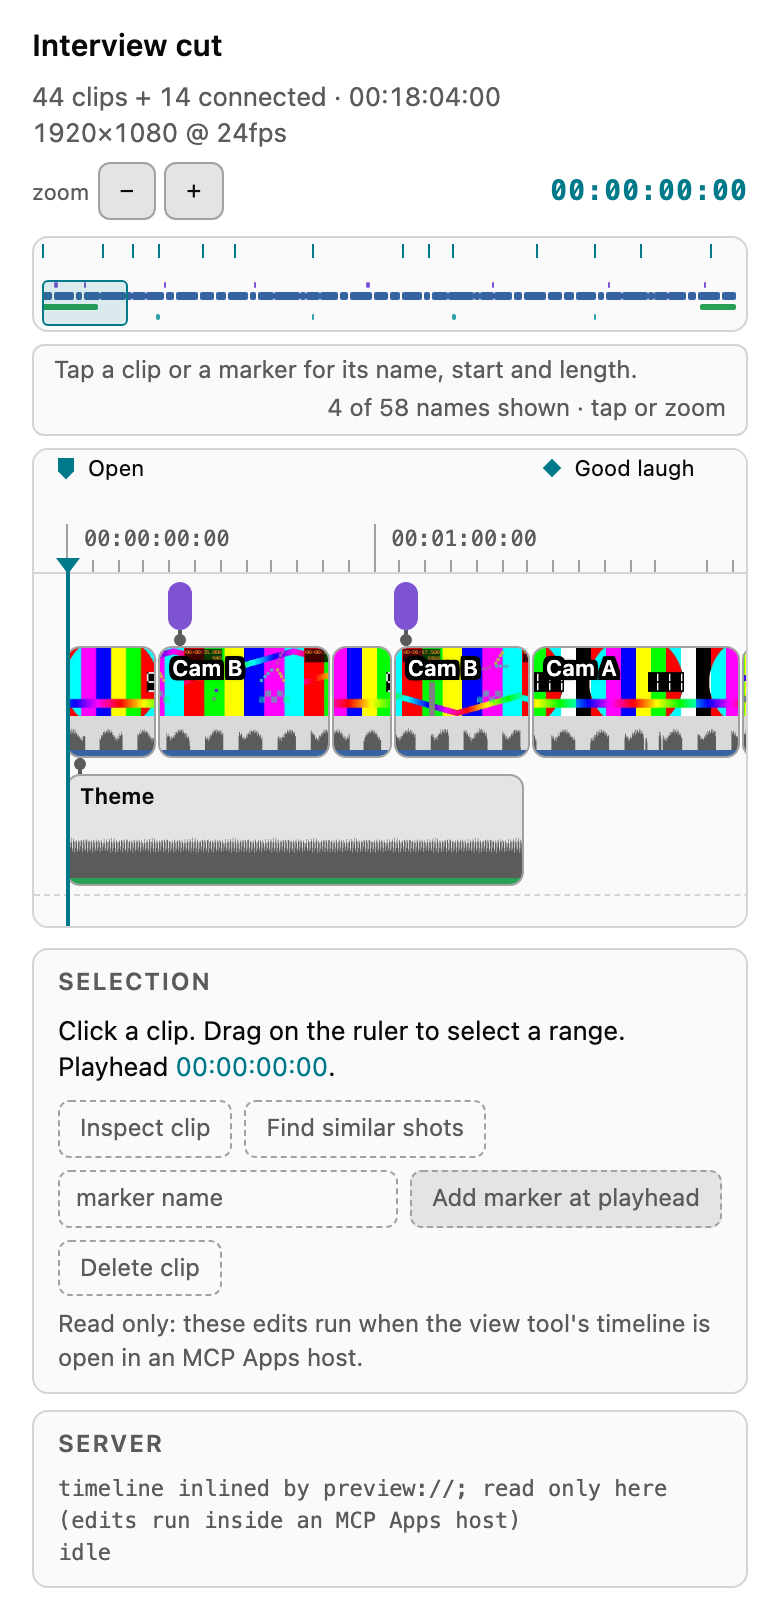 Interview cut
44 clips + 14 connected · 00:18:04:00
1920×1080 @ 24fps
zoom − + 00:00:00:00
Tap a clip or a marker for its name, start and length.
4 of 58 names shown · tap or zoom
Open Good laugh
00:00:00:00 00:01:00:00
Cam B Cam B Cam A
Theme
SELECTION
Click a clip. Drag on the ruler to select a range.
Playhead 00:00:00:00.
Inspect clip Find similar shots
marker name Add marker at playhead
Delete clip
Read only: these edits run when the view tool's timeline is
open in an MCP Apps host.
SERVER
timeline inlined by preview://; read only here
(edits run inside an MCP Apps host)
idle